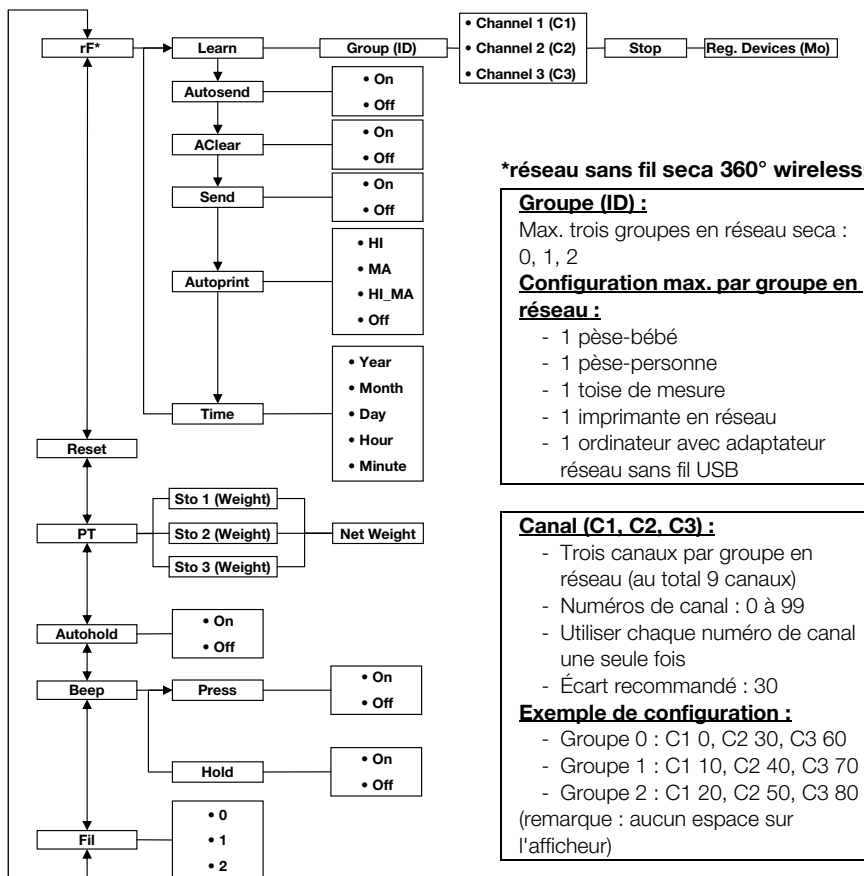 rF*
Learn
Group (ID)
• Channel 1 (C1)
• Channel 2 (C2)
• Channel 3 (C3)
Stop
Reg. Devices (Mo)
Autosend
• On
• Off
AClear
• On
• Off
Send
• On
• Off
Autoprint
• HI
• MA
• HI_MA
• Off
Time
• Year
• Month
• Day
• Hour
• Minute
Reset
PT
Sto 1 (Weight)
Sto 2 (Weight)
Sto 3 (Weight)
Net Weight
Autohold
• On
• Off
Beep
Press
• On
• Off
Hold
• On
• Off
Fil
• 0
• 1
• 2
*réseau sans fil seca 360° wireless:
Groupe (ID) :
Max. trois groupes en réseau seca :
0, 1, 2
Configuration max. par groupe en
réseau :
- 1 pèse-bébé
- 1 pèse-personne
- 1 toise de mesure
- 1 imprimante en réseau
- 1 ordinateur avec adaptateur
réseau sans fil USB
Canal (C1, C2, C3) :
- Trois canaux par groupe en
réseau (au total 9 canaux)
- Numéros de canal : 0 à 99
- Utiliser chaque numéro de canal
une seule fois
- Écart recommandé : 30
Exemple de configuration :
- Groupe 0 : C1 0, C2 30, C3 60
- Groupe 1 : C1 10, C2 40, C3 70
- Groupe 2 : C1 20, C2 50, C3 80
(remarque : aucun espace sur
l'afficheur)